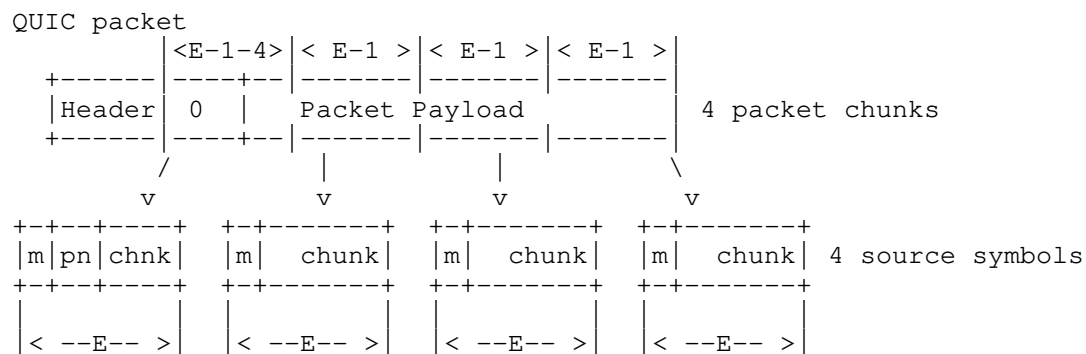 QUIC packet
|<E-1-4>|< E-1 >|< E-1 >|< E-1 >|
+------|----+--|-------|-------|-------|
|Header| 0 | Packet Payload | 4 packet chunks
+------|----+--|-------|-------|-------|
/ | | \
v v v v
+-+--+----+ +-+-------+ +-+-------+ +-+-------+
|m|pn|chnk| |m| chunk| |m| chunk| |m| chunk| 4 source symbols
+-+--+----+ +-+-------+ +-+-------+ +-+-------+
| | | | | | | |
|< --E-- >| |< --E-- >| |< --E-- >| |< --E-- >|